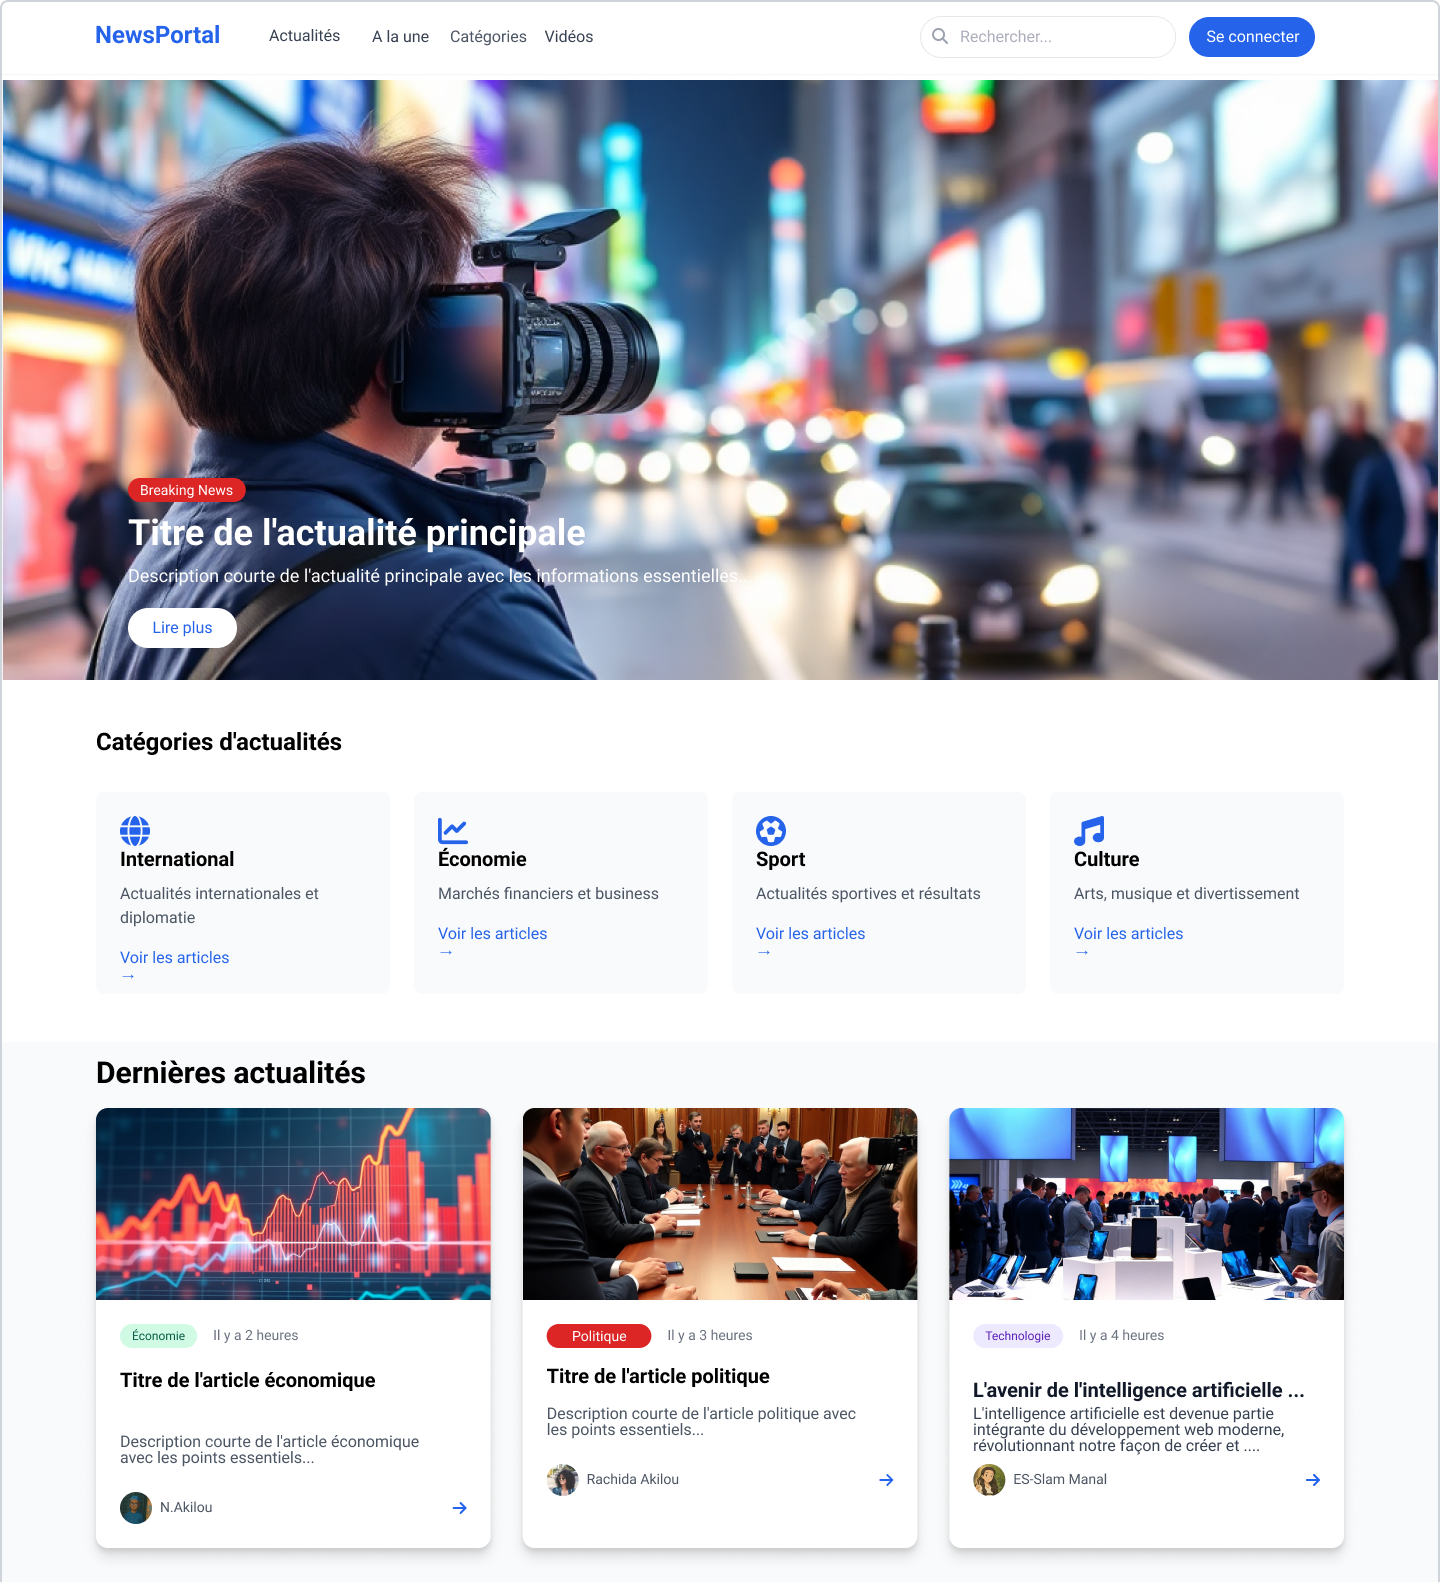 NewsPortal
Actualités
A la une
Catégories
Vidéos
Rechercher...
Se connecter
Breaking News
Titre de l'actualité principale
Description courte de l'actualité principale avec les informations essentielles...
Lire plus
Catégories d'actualités
International
Actualités internationales et
diplomatie
Voir les articles
→
Économie
Marchés financiers et business
Voir les articles
→
Sport
Actualités sportives et résultats
Voir les articles
→
Culture
Arts, musique et divertissement
Voir les articles
→
Dernières actualités
Économie
Il y a 2 heures
Titre de l'article économique
Description courte de l'article économique
avec les points essentiels...
N.Akilou
Politique
Il y a 3 heures
Titre de l'article politique
Description courte de l'article politique avec
les points essentiels...
Rachida Akilou
Technologie
Il y a 4 heures
L'avenir de l'intelligence artificielle ...
L'intelligence artificielle est devenue partie
intégrante du développement web moderne,
révolutionnant notre façon de créer et ....
ES-Slam Manal